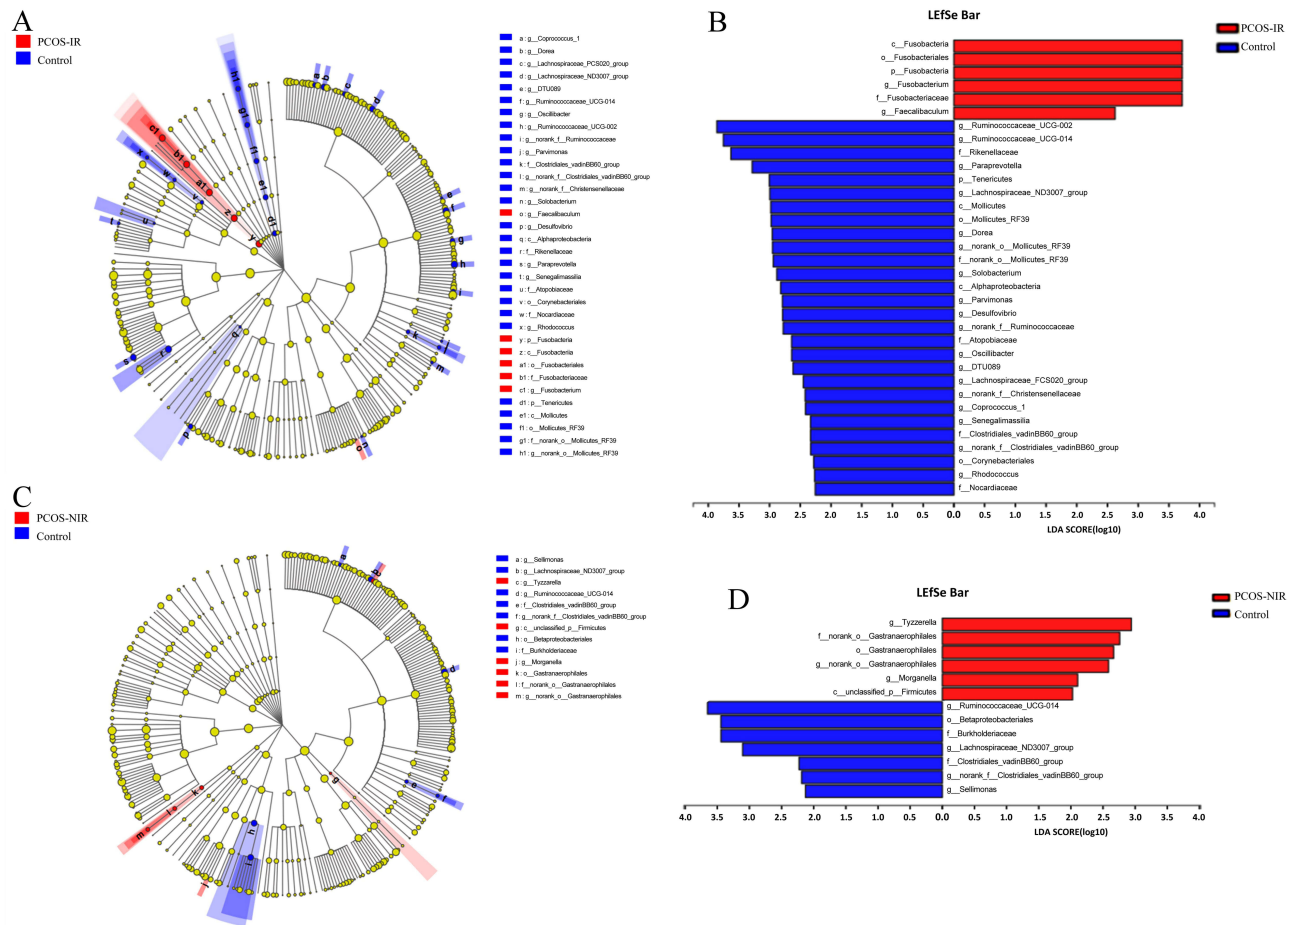 A
PCOS-IR
Control
a : g__Coprococcus_1
b : g__Dorea
c : g__Lachnospiraceae_PCS020_group
d : g__Lachnospiraceae_ND3007_group
e : g__DTU089
f : g__Ruminococcaceae_UCG-014
g : g__Oscillibacter
h : g__Ruminococcaceae_UCG-002
i : g__norank_f__Ruminococcaceae
j : g__Parvimonas
k : f__Clostridiales_vadinBB60_group
l : g__norank_f__Clostridiales_vadinBB60_group
m : g__norank_f__Christensenellaceae
n : g__Solobacterium
o : g__Faecalibaculum
p : g__Desulfovibrio
q : c__Alphaproteobacteria
r : f__Rikenellaceae
s : g__Paraprevotella
t : g__Senegalimassilia
u : f__Atopobiaceae
v : o__Corynebacteriales
w : f__Nocardiaceae
x : g__Rhodococcus
y : p__Fusobacteria
z : c__Fusobacteriia
a1 : o__Fusobacteriales
b1 : f__Fusobacteriaceae
c1 : g__Fusobacterium
d1 : p__Tenericutes
e1 : c__Mollicutes
f1 : o__Mollicutes_RF39
g1 : f__norank_o__Mollicutes_RF39
h1 : g__norank_o__Mollicutes_RF39
B
LEfSe Bar
PCOS-IR
Control
c__Fusobacteria
o__Fusobacteriales
p__Fusobacteria
g__Fusobacterium
f__Fusobacteriaceae
g__Faecalibaculum
g__Ruminococcaceae_UCG-002
g__Ruminococcaceae_UCG-014
f__Rikenellaceae
g__Paraprevotella
p__Tenericutes
g__Lachnospiraceae_ND3007_group
c__Mollicutes
o__Mollicutes_RF39
g__Dorea
g__norank_o__Mollicutes_RF39
f__norank_o__Mollicutes_RF39
g__Solobacterium
c__Alphaproteobacteria
g__Parvimonas
g__Desulfovibrio
g__norank_f__Ruminococcaceae
f__Atopobiaceae
g__Oscillibacter
g__DTU089
g__Lachnospiraceae_FCS020_group
g__norank_f__Christensenellaceae
g__Coprococcus_1
g__Senegalimassilia
f__Clostridiales_vadinBB60_group
g__norank_f__Clostridiales_vadinBB60_group
o__Corynebacteriales
g__Rhodococcus
f__Nocardiaceae
4.0 3.5 3.0 2.5 2.0 1.5 1.0 0.5 0.0 0.5 1.0 1.5 2.0 2.5 3.0 3.5 4.0
LDA SCORE(log10)
C
PCOS-NIR
Control
a : g__Sellimonas
b : g__Lachnospiraceae_ND3007_group
c : g__Tyzzerella
d : g__Ruminococcaceae_UCG-014
e : f__Clostridiales_vadinBB60_group
f : g__norank_f__Clostridiales_vadinBB60_group
g : c__unclassified_p__Firmicutes
h : o__Betaproteobacteriales
i : f__Burkholderiaceae
j : g__Morganella
k : o__Gastranaerophilales
l : f__norank_o__Gastranaerophilales
m : g__norank_o__Gastranaerophilales
D
LEfSe Bar
PCOS-NIR
Control
g__Tyzzerella
f__norank_o__Gastranaerophilales
o__Gastranaerophilales
g__norank_o__Gastranaerophilales
g__Morganella
c__unclassified_p__Firmicutes
g__Ruminococcaceae_UCG-014
o__Betaproteobacteriales
f__Burkholderiaceae
g__Lachnospiraceae_ND3007_group
f__Clostridiales_vadinBB60_group
g__norank_f__Clostridiales_vadinBB60_group
g__Sellimonas
4.0 3.5 3.0 2.5 2.0 1.5 1.0 0.5 0.0 0.5 1.0 1.5 2.0 2.5 3.0 3.5 4.0
LDA SCORE(log10)